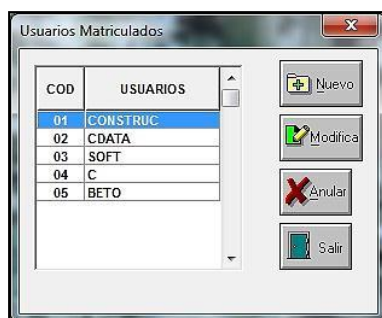 Usuarios Matriculados
COD USUARIOS
01 CONSTRUC
02 CDATA
03 SOFT
04 C
05 BETO
Nuevo
Modifica
Anular
Salir